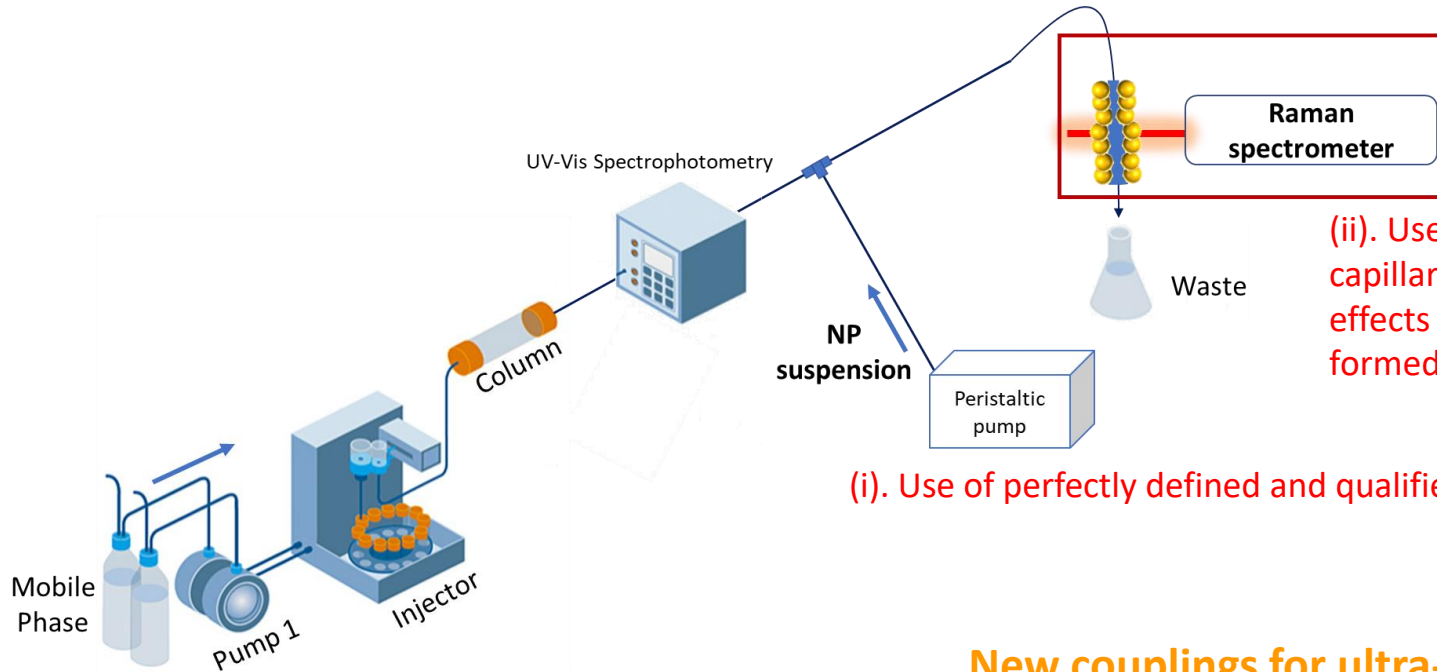 UV-Vis Spectrophotometry
Raman
spectrometer
Waste
(ii). Use
capillar
effects
formed
Column
NP
suspension
Peristaltic
pump
(i). Use of perfectly defined and qualifie
Mobile
Phase
Pump 1
Injector
New couplings for ultra-